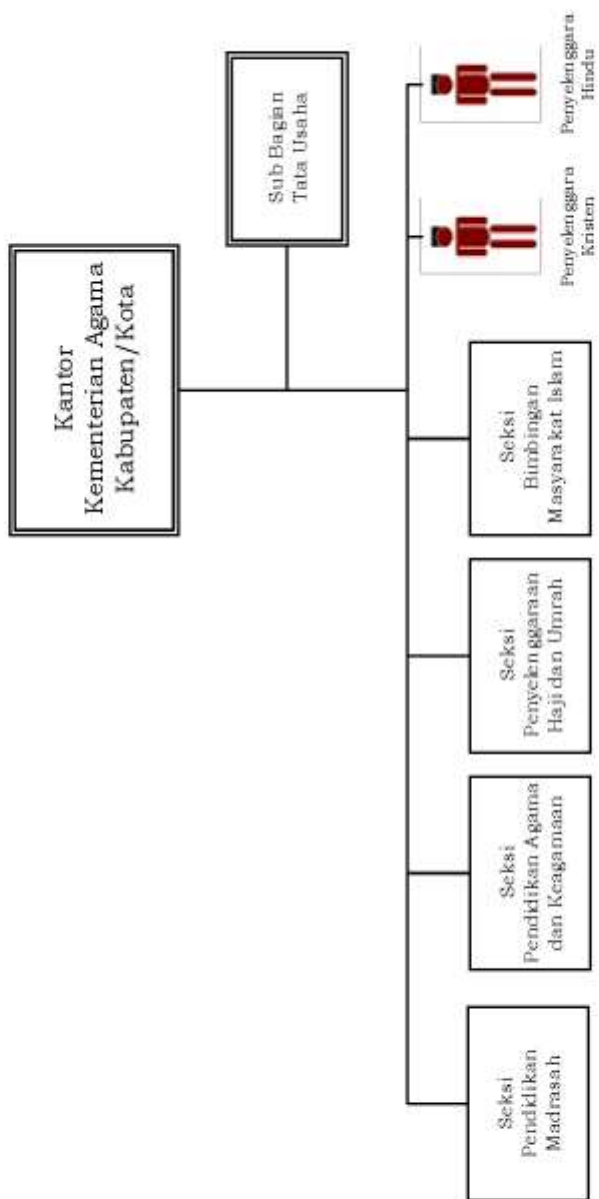 Kantor
Kementerian Agama
Kabupaten/Kota
Sub Bagian
Tata Usaha
Seksi
Pendidikan
Madrasah
Seksi
Pendidikan Agama
dan Keagamaan
Seksi
Penyelenggaraan
Haji dan Umrah
Seksi
Bimbingan
Masyarakat Islam
Penyelenggara
Kristen
Penyelenggara
Hindu